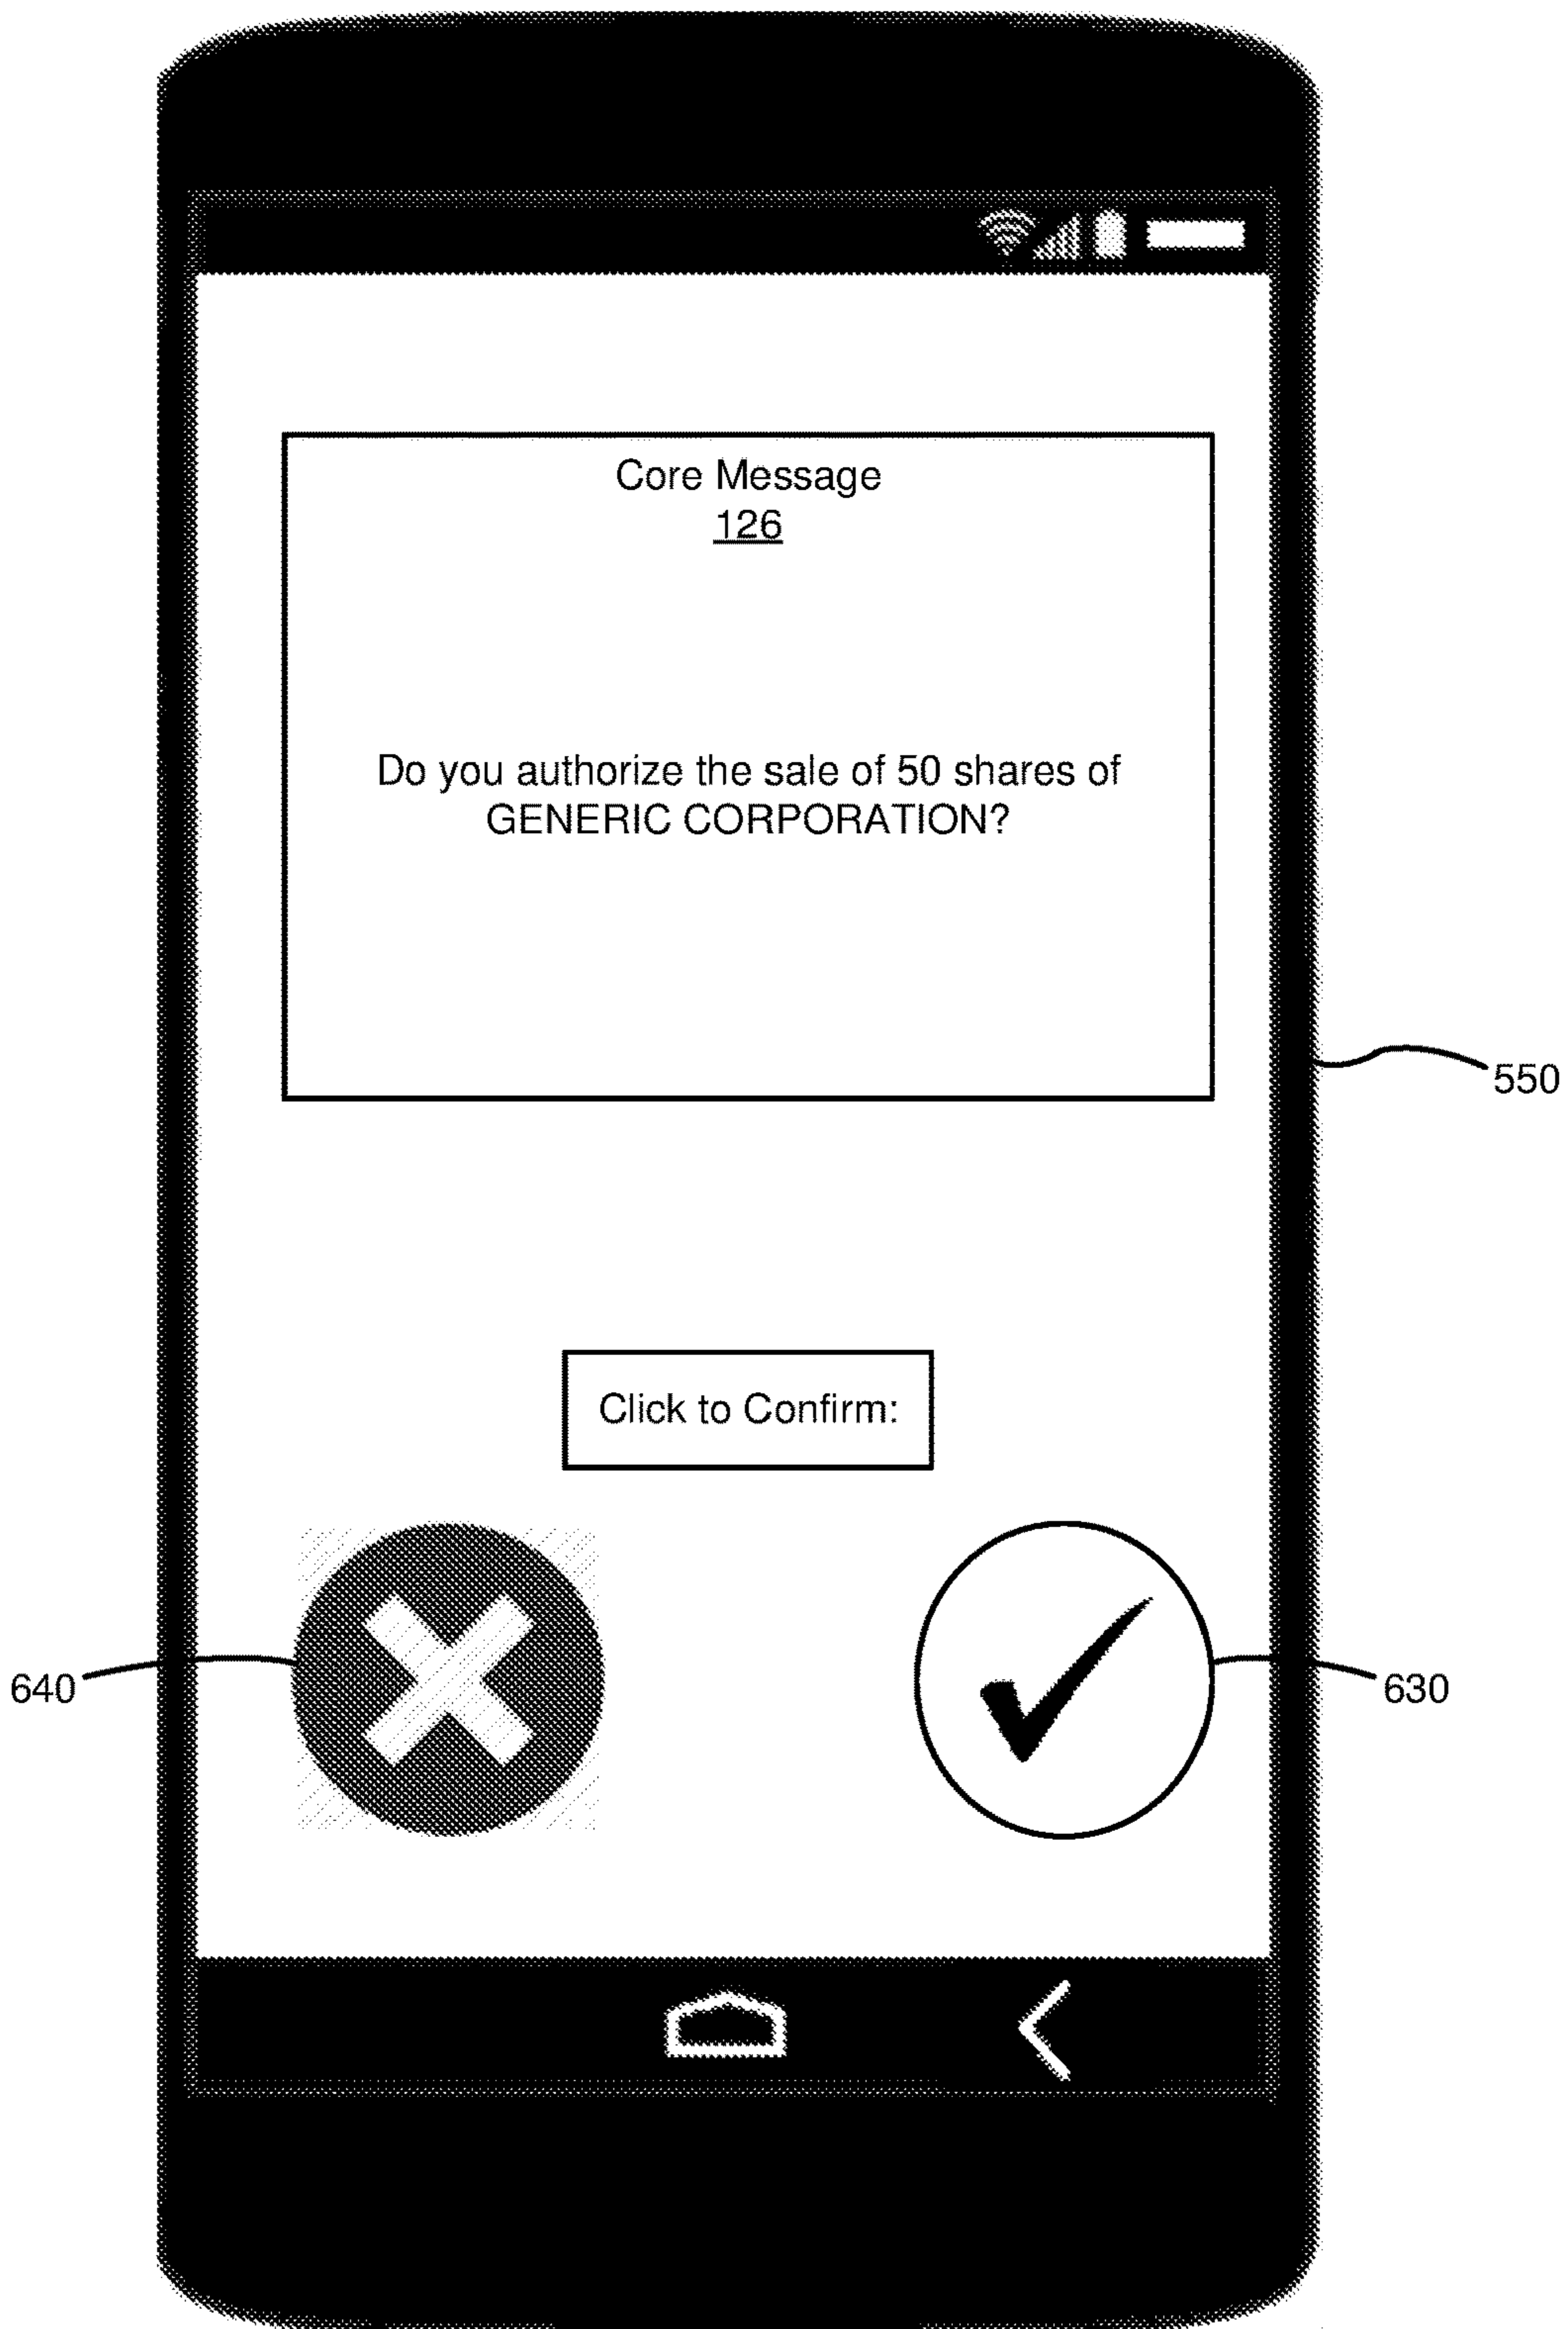 Core Message
126
Do you authorize the sale of 50 shares of
GENERIC CORPORATION?
550
Click to Confirm:
640
630